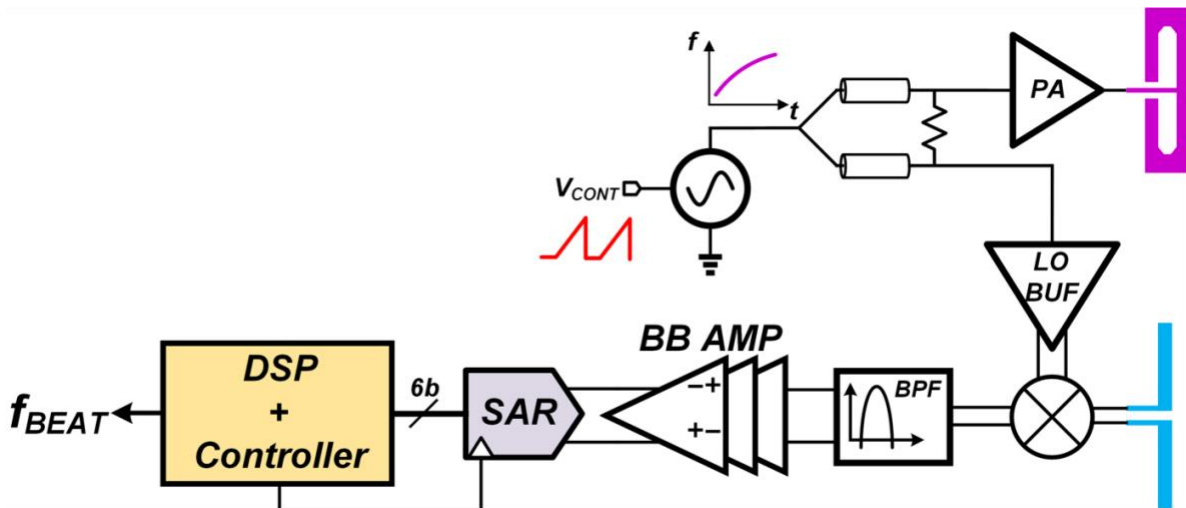 f
t
PA
V_CONT
LO
BUF
BB AMP
DSP
+
Controller
6b
SAR
−+
+−
BPF
f_BEAT